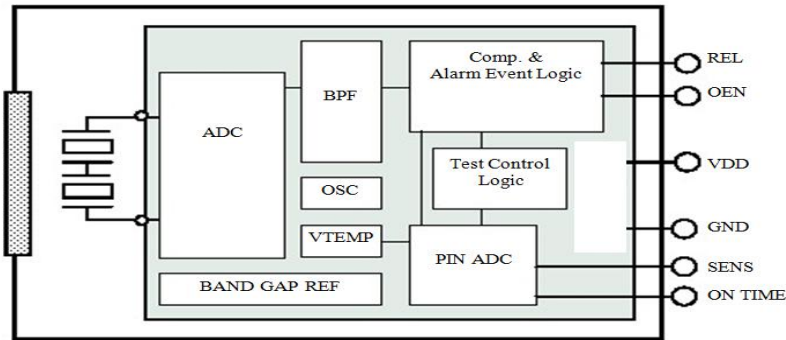 Comp. &
Alarm Event Logic
REL
OEN
BPF
ADC
Test Control
Logic
VDD
OSC
VTEMP
PIN ADC
GND
SENS
BAND GAP REF
ON TIME